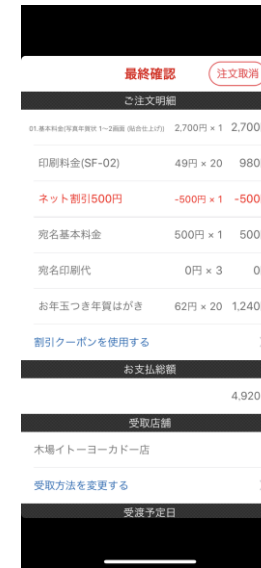 最終確認 注文取消
ご注文明細
01.基本料金(写真年賀状 1~2画面 (貼合仕上げ)) 2,700円 × 1 2,700
印刷料金(SF-02) 49円 × 20 980
ネット割引500円 -500円 × 1 -500
宛名基本料金 500円 × 1 500
宛名印刷代 0円 × 3 0
お年玉つき年賀はがき 62円 × 20 1,240
割引クーポンを使用する
お支払総額
4,920
受取店舗
木場イトーヨーカドー店
受取方法を変更する
受渡予定日